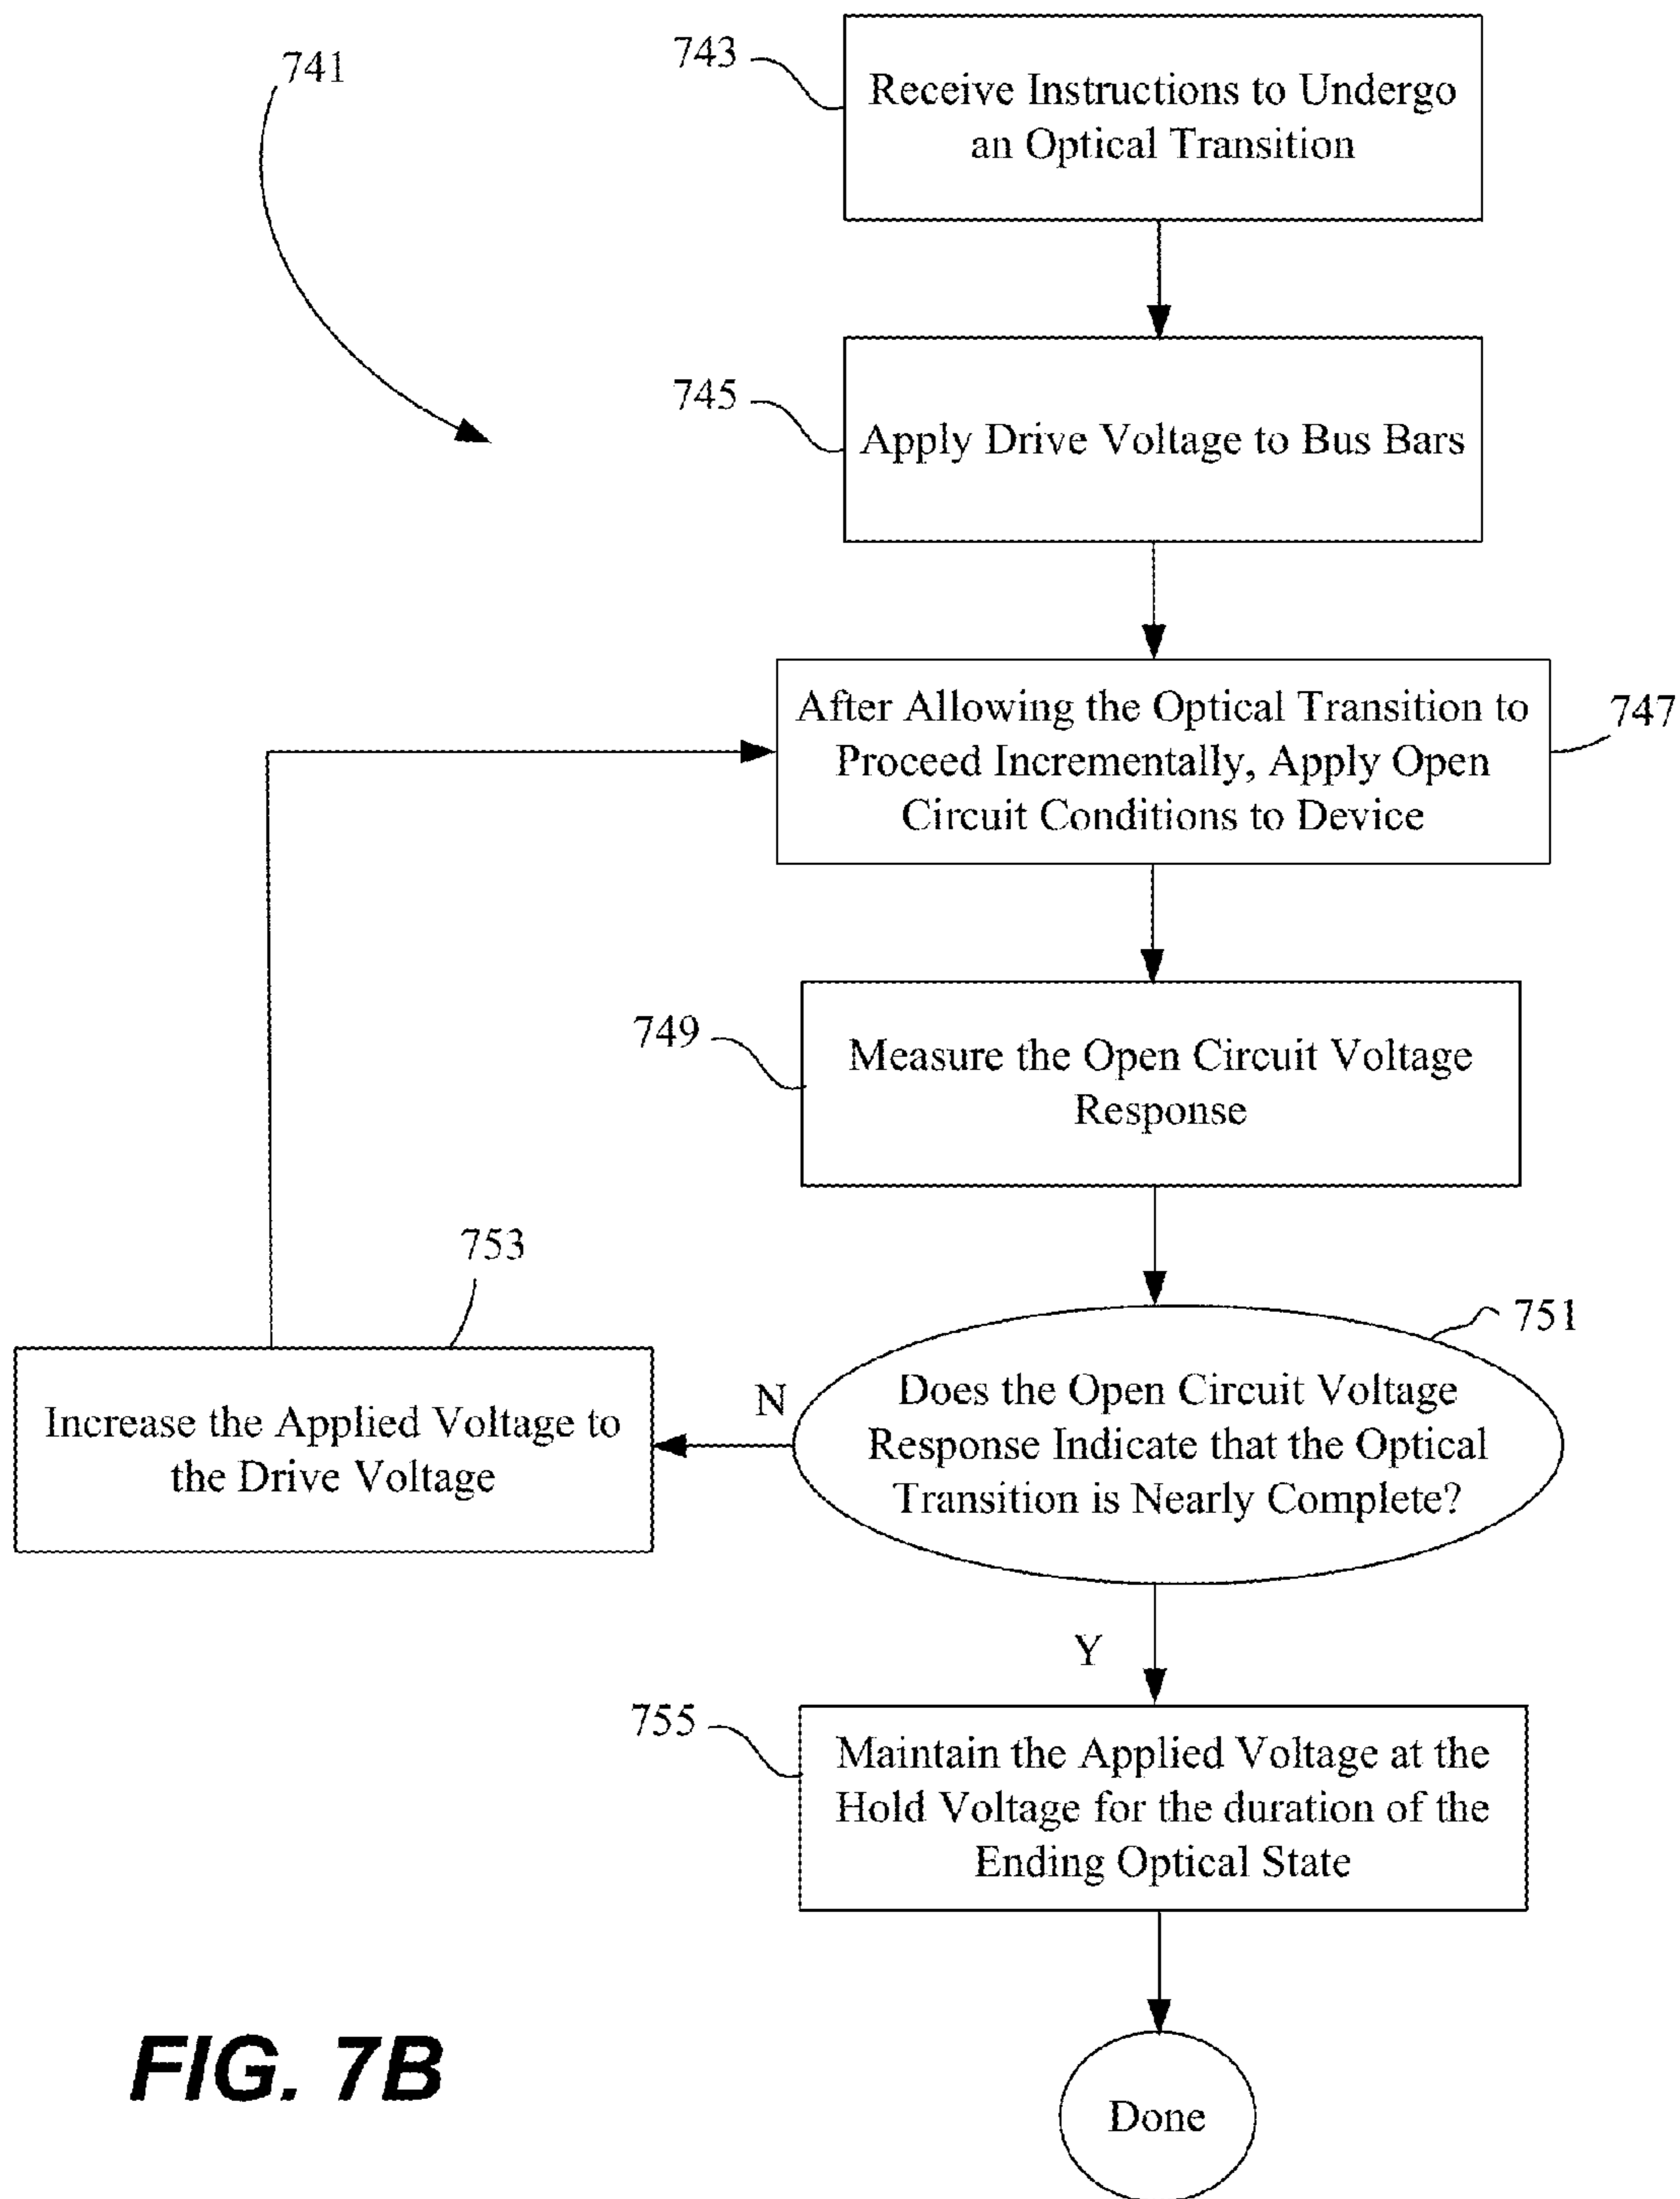 741
743
Receive Instructions to Undergo
an Optical Transition
745
Apply Drive Voltage to Bus Bars
After Allowing the Optical Transition to
Proceed Incrementally, Apply Open
Circuit Conditions to Device
747
749
Measure the Open Circuit Voltage
Response
753
751
Increase the Applied Voltage to
the Drive Voltage
N
Does the Open Circuit Voltage
Response Indicate that the Optical
Transition is Nearly Complete?
Y
755
Maintain the Applied Voltage at the
Hold Voltage for the duration of the
Ending Optical State
Done
FIG. 7B